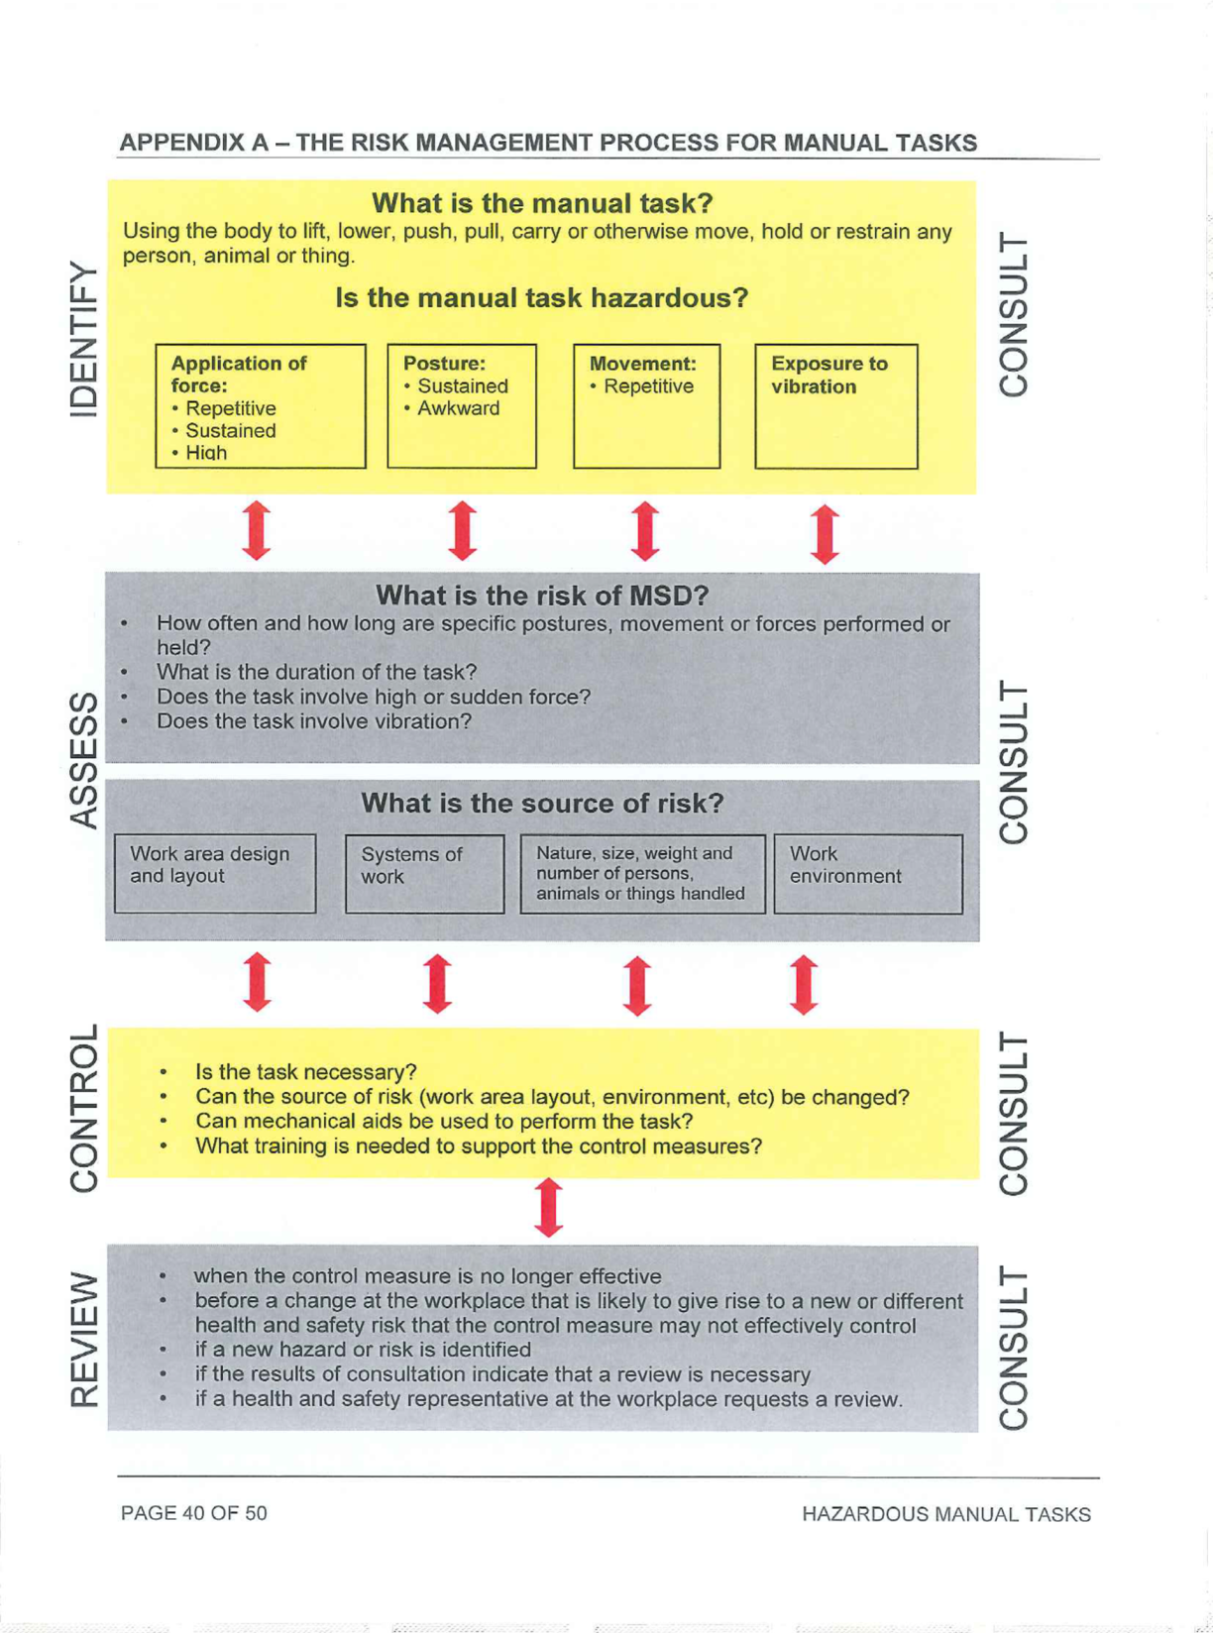 APPENDIX A – THE RISK MANAGEMENT PROCESS FOR MANUAL TASKS
IDENTIFY
What is the manual task?
Using the body to lift, lower, push, pull, carry or otherwise move, hold or restrain any
person, animal or thing.
Is the manual task hazardous?
Application of
force:
• Repetitive
• Sustained
• High
Posture:
• Sustained
• Awkward
Movement:
• Repetitive
Exposure to
vibration
CONSULT
ASSESS
What is the risk of MSD?
• How often and how long are specific postures, movement or forces performed or
held?
• What is the duration of the task?
• Does the task involve high or sudden force?
• Does the task involve vibration?
What is the source of risk?
Work area design
and layout
Systems of
work
Nature, size, weight and
number of persons,
animals or things handled
Work
environment
CONSULT
CONTROL
• Is the task necessary?
• Can the source of risk (work area layout, environment, etc) be changed?
• Can mechanical aids be used to perform the task?
• What training is needed to support the control measures?
CONSULT
REVIEW
• when the control measure is no longer effective
• before a change at the workplace that is likely to give rise to a new or different
health and safety risk that the control measure may not effectively control
• if a new hazard or risk is identified
• if the results of consultation indicate that a review is necessary
• if a health and safety representative at the workplace requests a review.
CONSULT
PAGE 40 OF 50
HAZARDOUS MANUAL TASKS